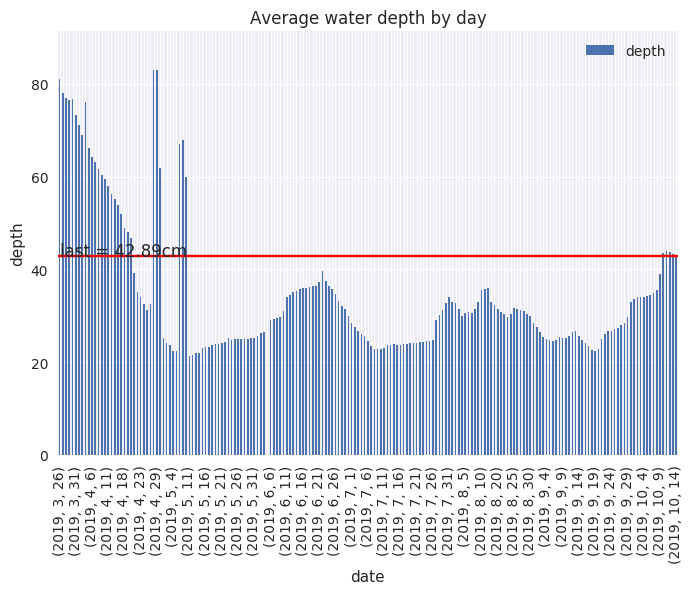 Average water depth by day
depth
80
60
40
20
0
depth
last = 42.89cm
(2019, 3, 26)
(2019, 3, 31)
(2019, 4, 6)
(2019, 4, 11)
(2019, 4, 18)
(2019, 4, 23)
(2019, 4, 29)
(2019, 5, 4)
(2019, 5, 11)
(2019, 5, 16)
(2019, 5, 21)
(2019, 5, 26)
(2019, 5, 31)
(2019, 6, 6)
(2019, 6, 11)
(2019, 6, 16)
(2019, 6, 21)
(2019, 6, 26)
(2019, 7, 1)
(2019, 7, 6)
(2019, 7, 11)
(2019, 7, 16)
(2019, 7, 21)
(2019, 7, 26)
(2019, 7, 31)
(2019, 8, 5)
(2019, 8, 10)
(2019, 8, 20)
(2019, 8, 25)
(2019, 8, 30)
(2019, 9, 4)
(2019, 9, 9)
(2019, 9, 14)
(2019, 9, 19)
(2019, 9, 24)
(2019, 9, 29)
(2019, 10, 4)
(2019, 10, 9)
(2019, 10, 14)
date